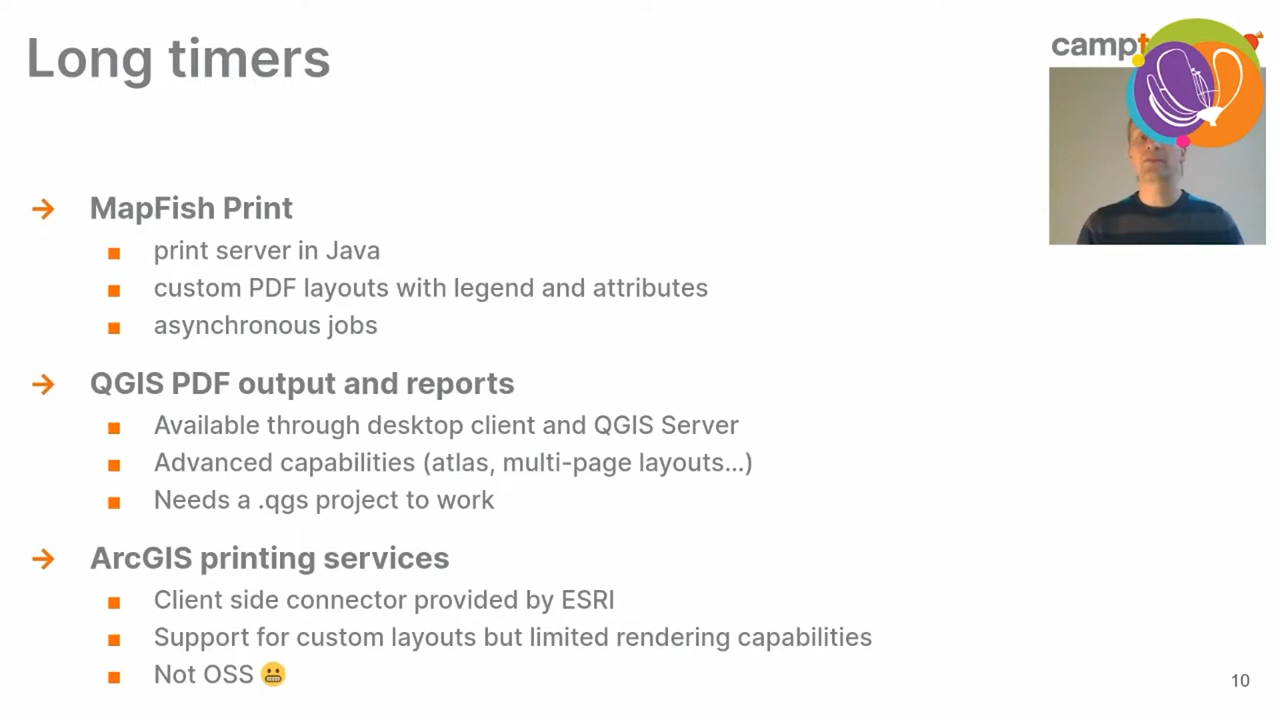 Long timers
camp
→ MapFish Print
■ print server in Java
■ custom PDF layouts with legend and attributes
■ asynchronous jobs
→ QGIS PDF output and reports
■ Available through desktop client and QGIS Server
■ Advanced capabilities (atlas, multi-page layouts...)
■ Needs a .qgs project to work
→ ArcGIS printing services
■ Client side connector provided by ESRI
■ Support for custom layouts but limited rendering capabilities
■ Not OSS 😬
10